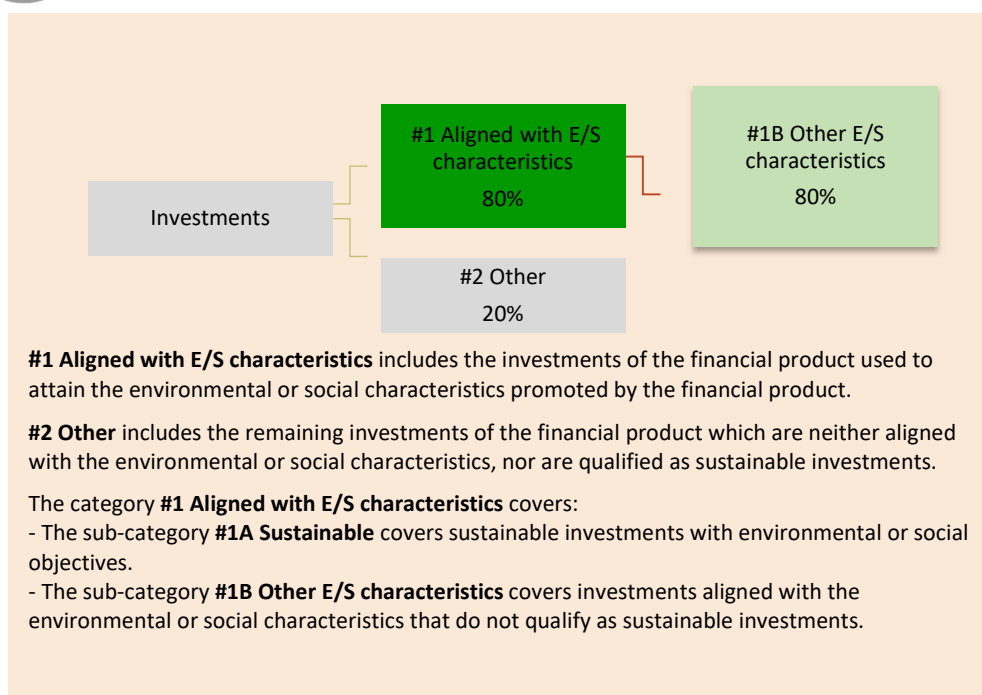 #1 Aligned with E/S
characteristics
80%
#1B Other E/S
characteristics
80%
Investments
#2 Other
20%
#1 Aligned with E/S characteristics includes the investments of the financial product used to
attain the environmental or social characteristics promoted by the financial product.
#2 Other includes the remaining investments of the financial product which are neither aligned
with the environmental or social characteristics, nor are qualified as sustainable investments.
The category #1 Aligned with E/S characteristics covers:
- The sub-category #1A Sustainable covers sustainable investments with environmental or social
objectives.
- The sub-category #1B Other E/S characteristics covers investments aligned with the
environmental or social characteristics that do not qualify as sustainable investments.